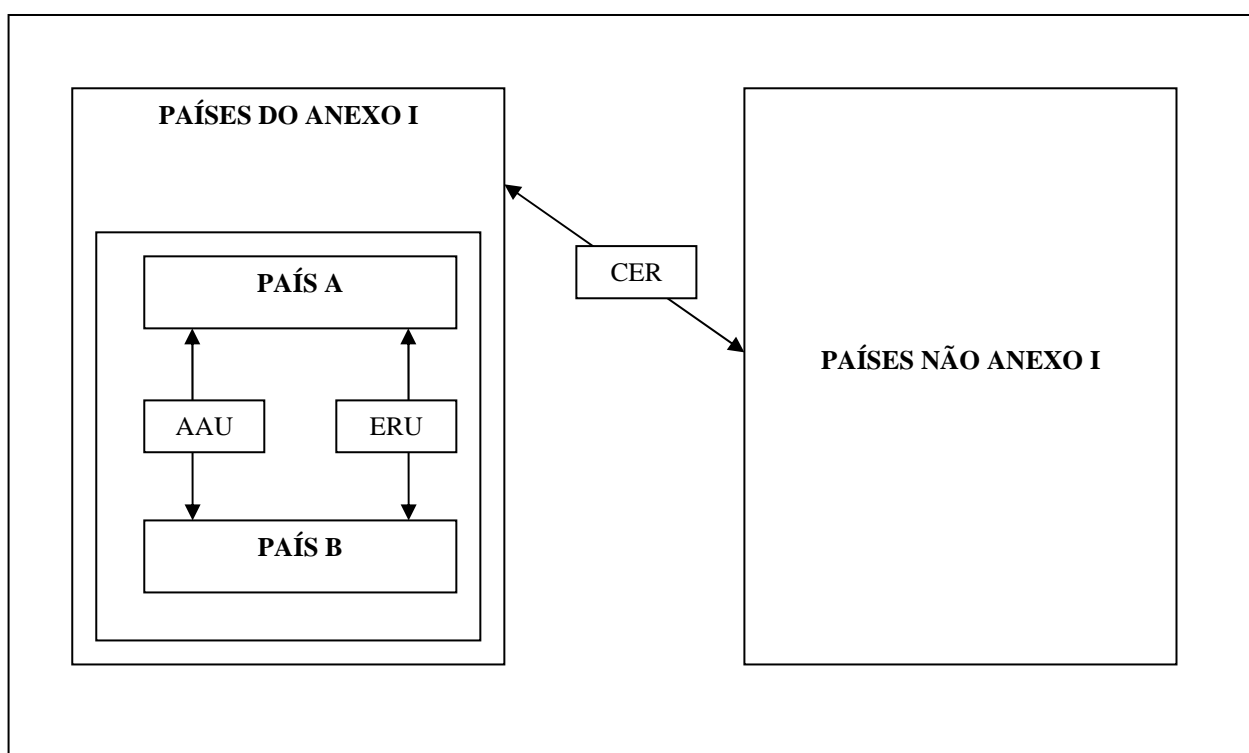 PAÍSES DO ANEXO I
PAÍS A
AAU
ERU
PAÍS B
CER
PAÍSES NÃO ANEXO I